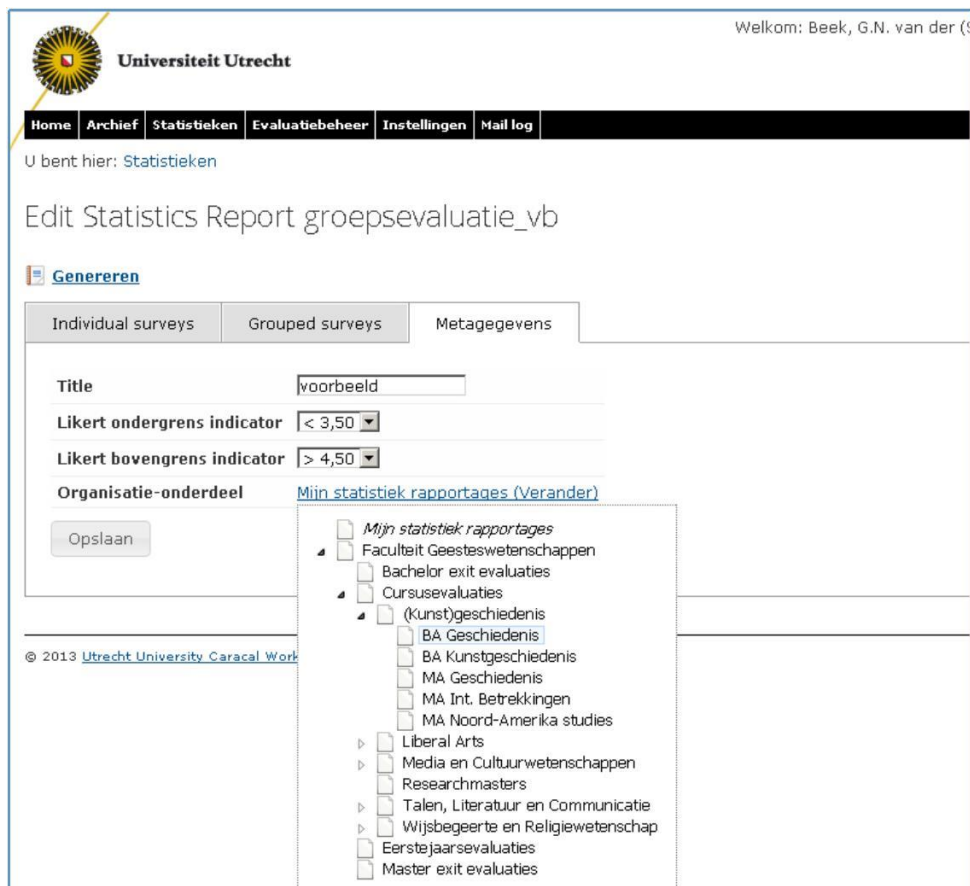 Welkom: Beek, G.N. van der (S
Universiteit Utrecht
Home Archief Statistieken Evaluatiebeheer Instellingen Mail log
U bent hier: Statistieken
Edit Statistics Report groepsevaluatie_vb
Genereren
Individual surveys Grouped surveys Metagegevens
Title voorbeeld
Likert ondergrens indicator < 3,50
Likert bovengrens indicator > 4,50
Organisatie-onderdeel Mijn statistiek rapportages (Verander)
Opslaan
Mijn statistiek rapportages
Faculteit Geesteswetenschappen
Bachelor exit evaluaties
Cursusevaluaties
(Kunst)geschiedenis
BA Geschiedenis
BA Kunstgeschiedenis
MA Geschiedenis
MA Int. Betrekkingen
MA Noord-Amerika studies
Liberal Arts
Media en Cultuurwetenschappen
Researchmasters
Talen, Literatuur en Communicatie
Wijsbegeerte en Religiewetenschap
Eerstejaarsevaluaties
Master exit evaluaties
© 2013 Utrecht University Caracal Work